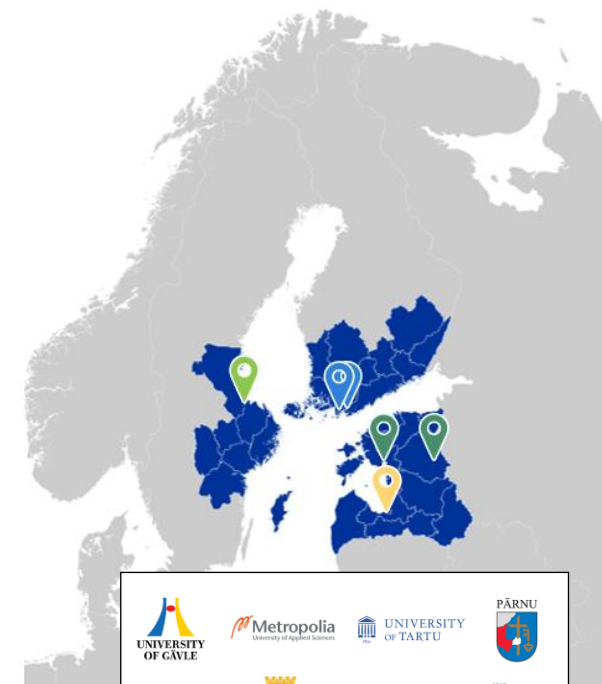 UNIVERSITY
OF GÄVLE
Metropolia
University of Applied Sciences
UNIVERSITY
OF TARTU
PÄRNU